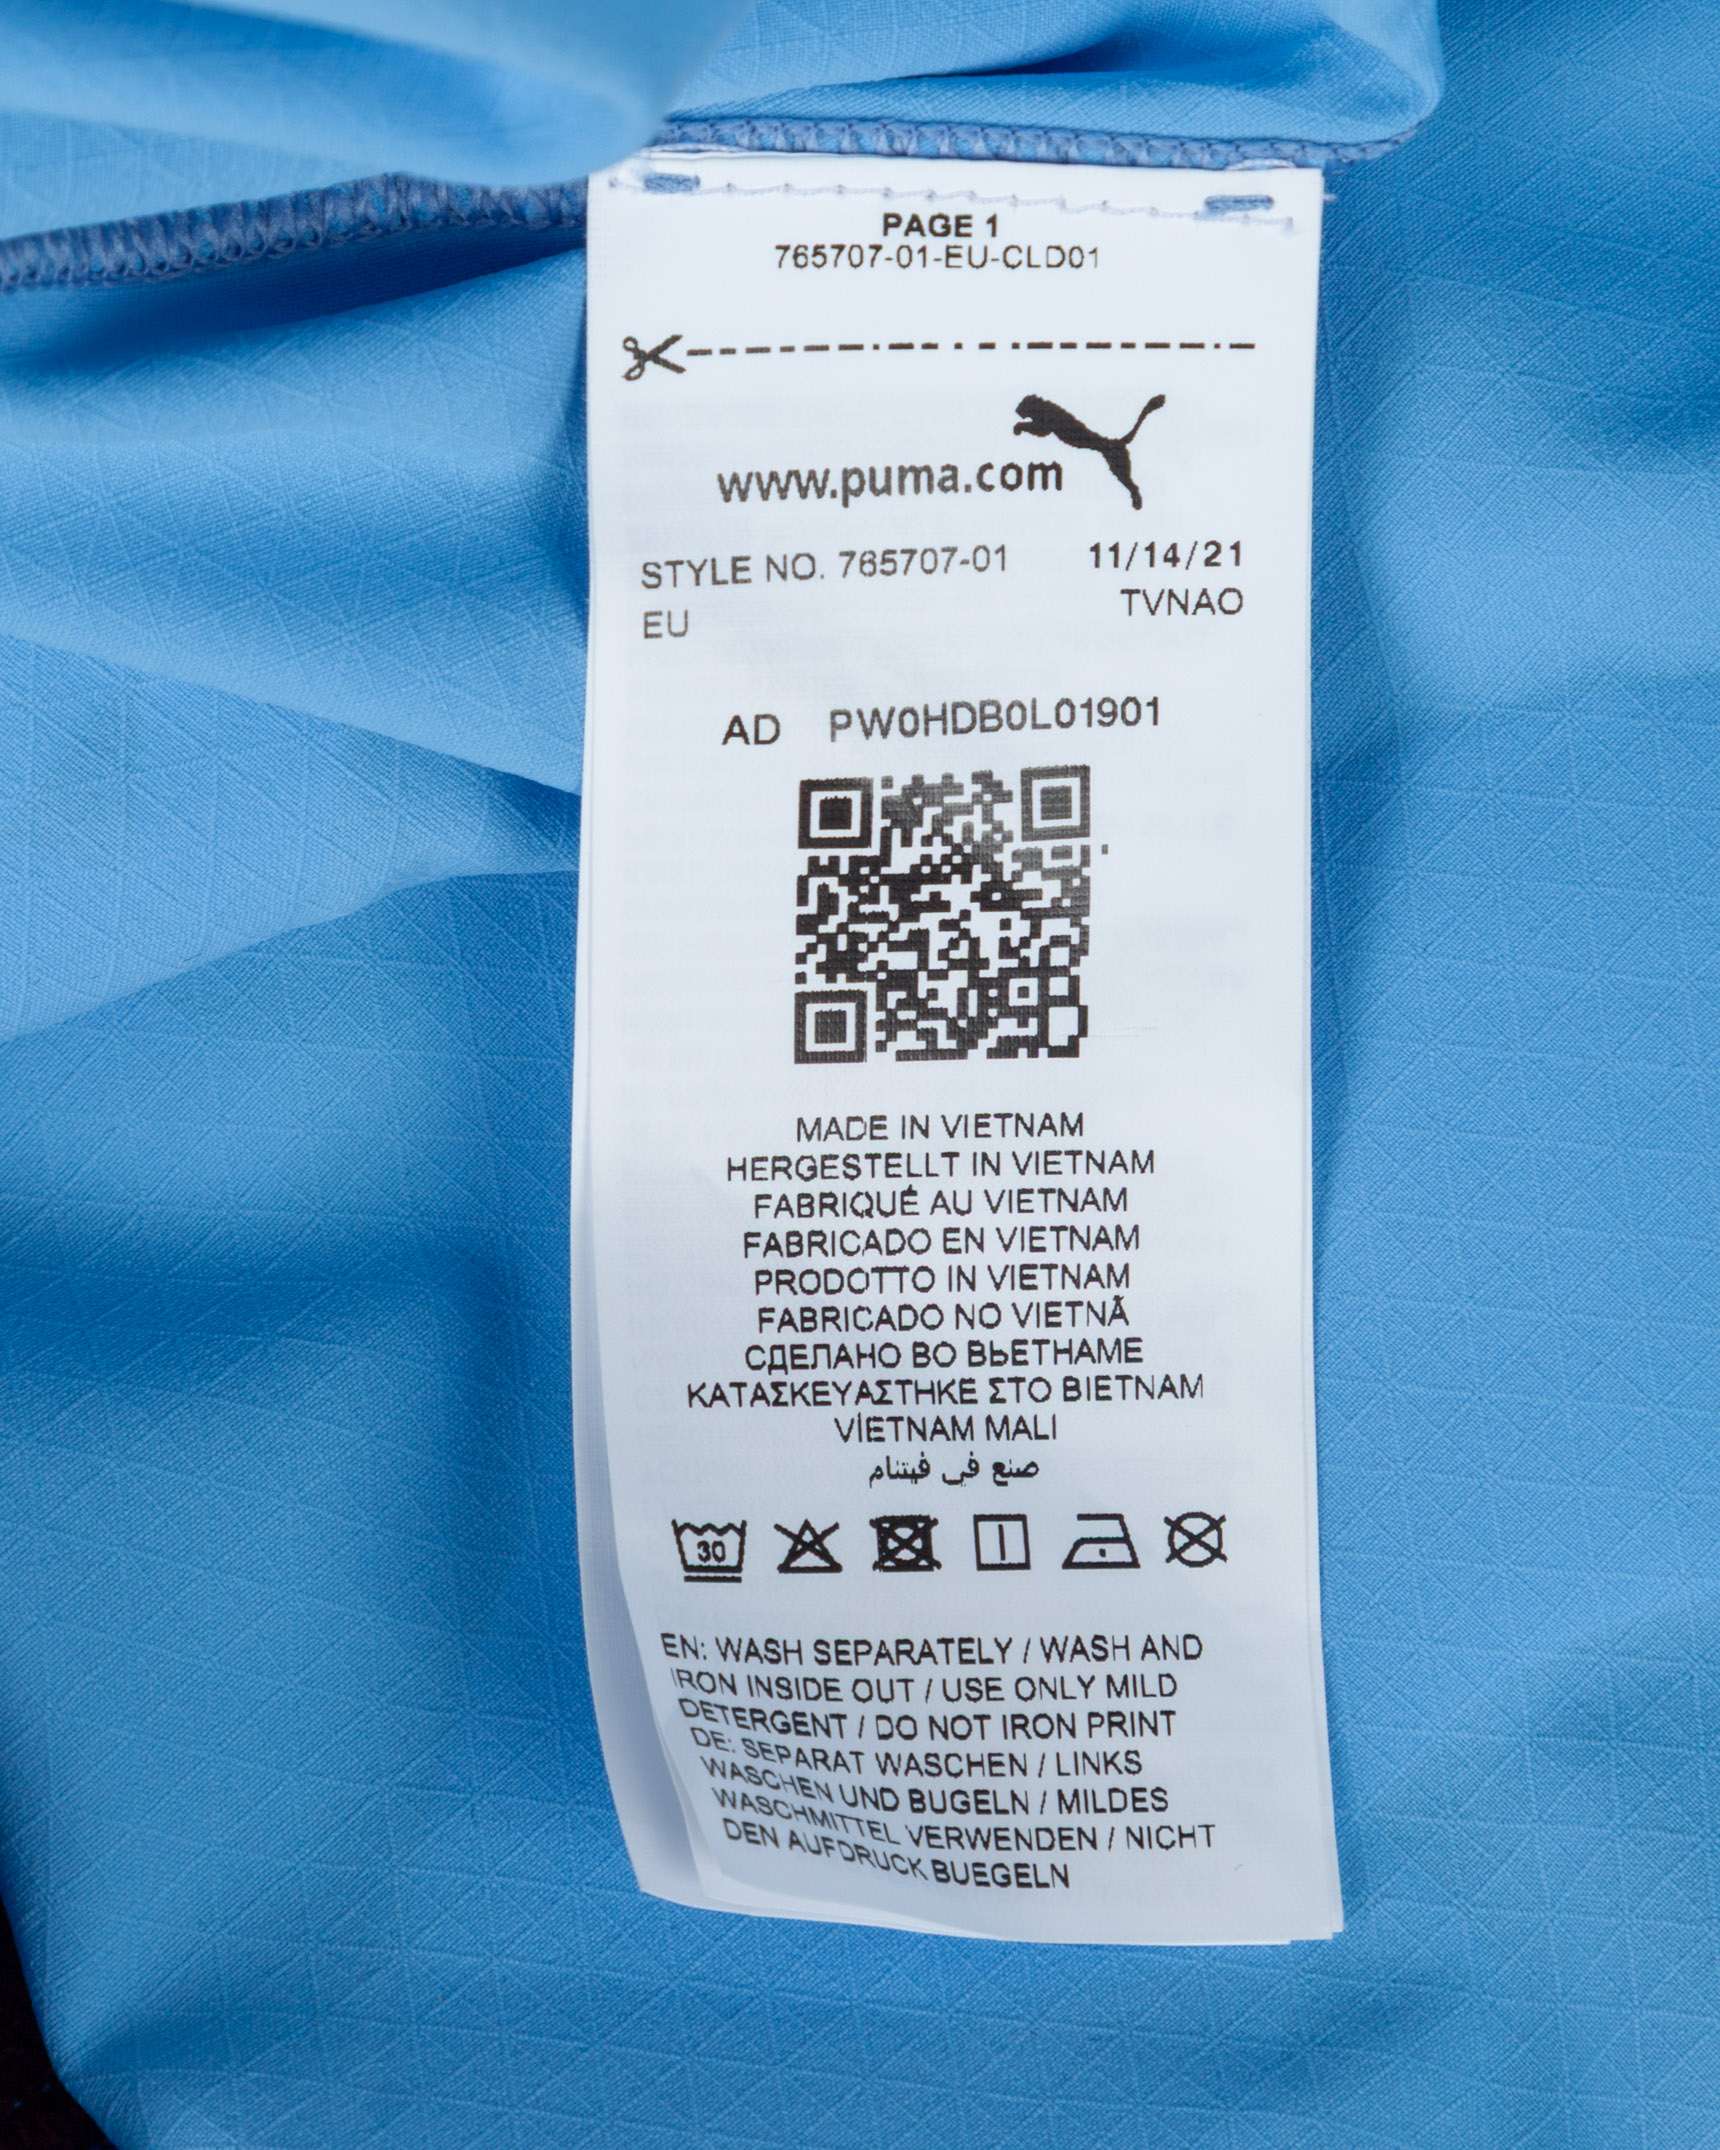 PAGE 1
765707-01-EU-CLD01
www.puma.com
STYLE NO. 765707-01 11/14/21
EU TVNAO
AD PW0HDB0L01901
MADE IN VIETNAM
HERGESTELLT IN VIETNAM
FABRIQUÉ AU VIETNAM
FABRICADO EN VIETNAM
PRODOTTO IN VIETNAM
FABRICADO NO VIETNÃ
СДЕЛАНО ВО ВЬЕТНАМЕ
ΚΑΤΑΣΚΕΥΑΣΤΗΚΕ ΣΤΟ ΒΙΕΤΝΑΜ
VİETNAM MALI
صنع في فيتنام
30
EN: WASH SEPARATELY / WASH AND
IRON INSIDE OUT / USE ONLY MILD
DETERGENT / DO NOT IRON PRINT
DE: SEPARAT WASCHEN / LINKS
WASCHEN UND BUGELN / MILDES
WASCHMITTEL VERWENDEN / NICHT
DEN AUFDRUCK BUEGELN